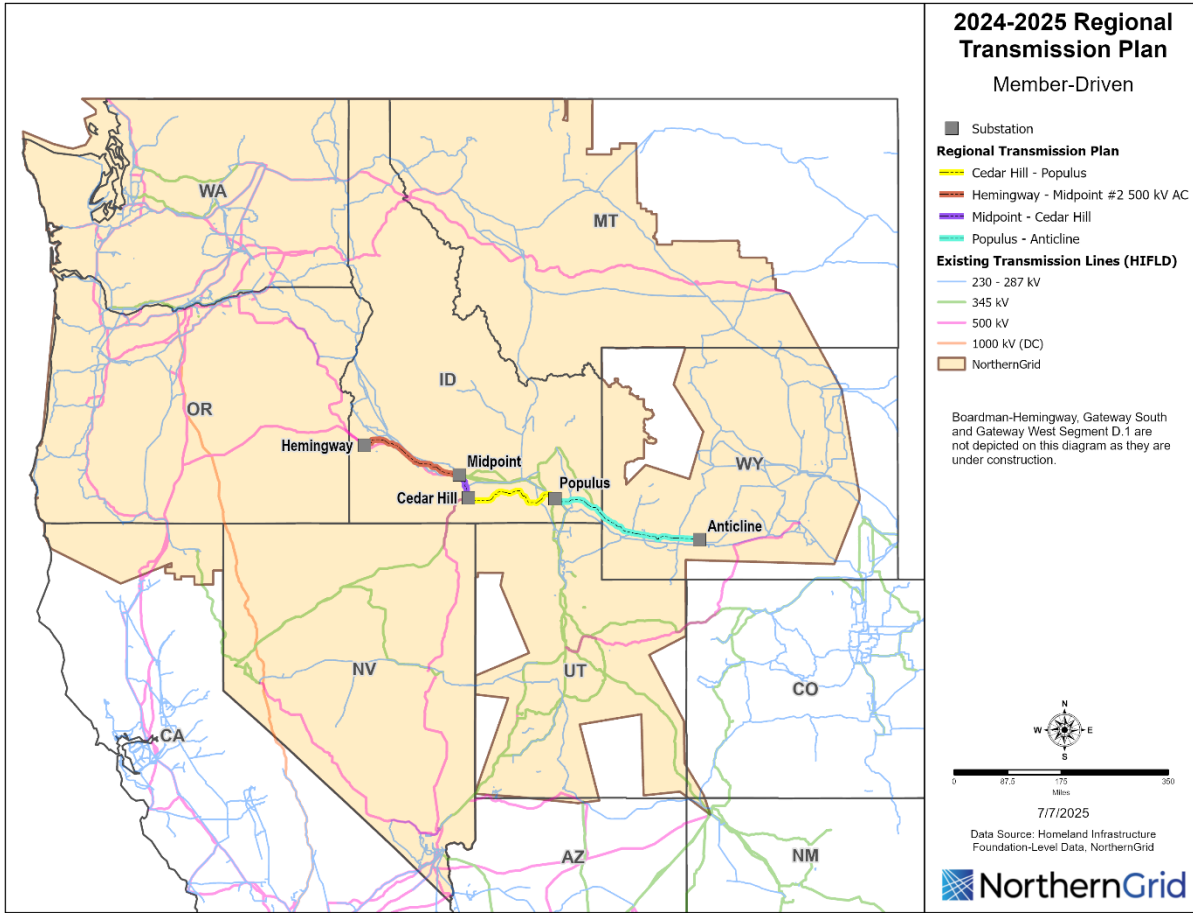 2024-2025 Regional
Transmission Plan
Member-Driven
Substation
Regional Transmission Plan
Cedar Hill - Populus
Hemingway - Midpoint #2 500 kV AC
Midpoint - Cedar Hill
Populus - Anticline
Existing Transmission Lines (HIFLD)
230 - 287 kV
345 kV
500 kV
1000 kV (DC)
NorthernGrid
Boardman-Hemingway, Gateway South
and Gateway West Segment D.1 are
not depicted on this diagram as they are
under construction.
N
W E
S
0 87.5 175 350
Miles
7/7/2025
Data Source: Homeland Infrastructure
Foundation-Level Data, NorthernGrid
NorthernGrid
WA
MT
ID
OR
Hemingway
Midpoint
WY
Cedar Hill
Populus
Anticline
NV
UT
CO
CA
AZ
NM